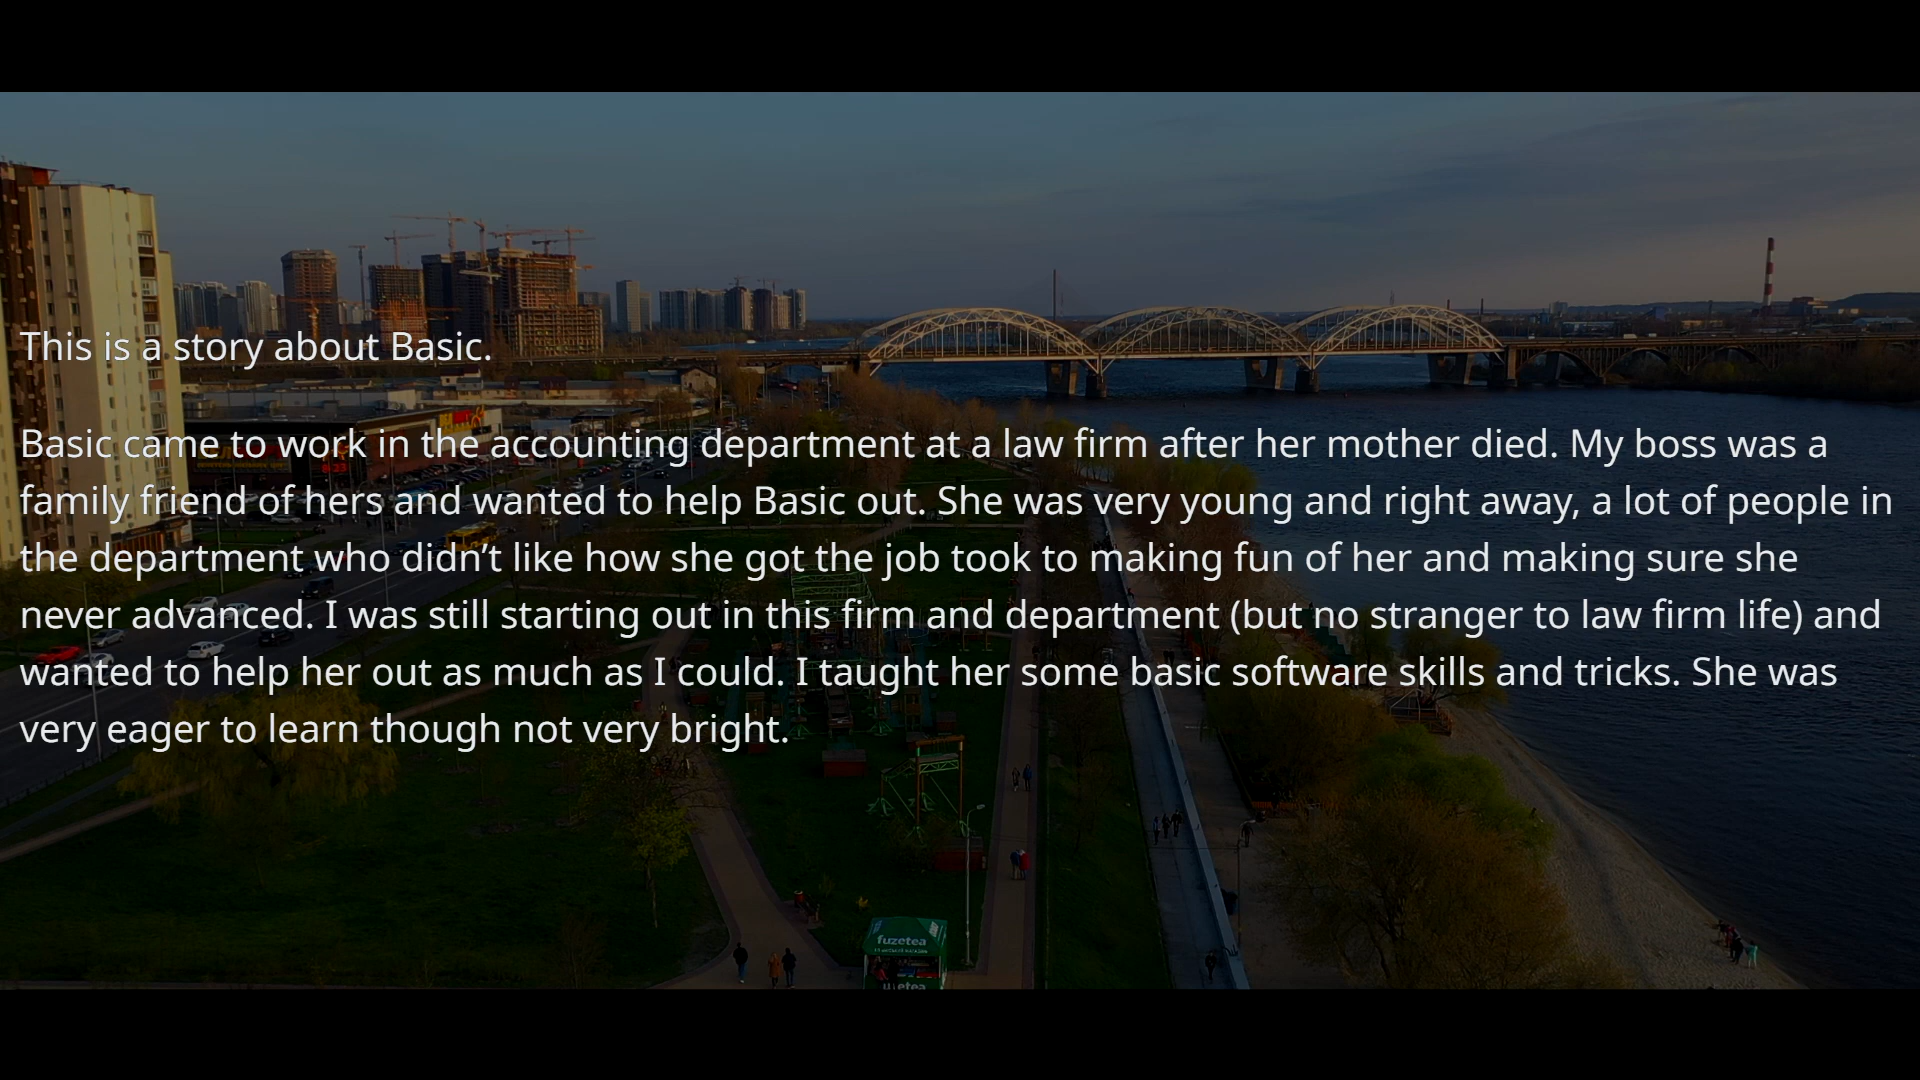 This is a story about Basic.
Basic came to work in the accounting department at a law firm after her mother died. My boss was a
family friend of hers and wanted to help Basic out. She was very young and right away, a lot of people in
the department who didn’t like how she got the job took to making fun of her and making sure she
never advanced. I was still starting out in this firm and department (but no stranger to law firm life) and
wanted to help her out as much as I could. I taught her some basic software skills and tricks. She was
very eager to learn though not very bright.
fuzetea